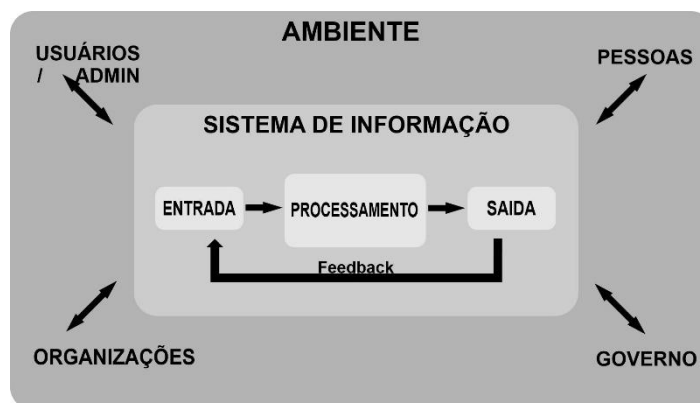 AMBIENTE
USUÁRIOS
/ ADMIN
PESSOAS
SISTEMA DE INFORMAÇÃO
ENTRADA
PROCESSAMENTO
SAIDA
Feedback
ORGANIZAÇÕES
GOVERNO